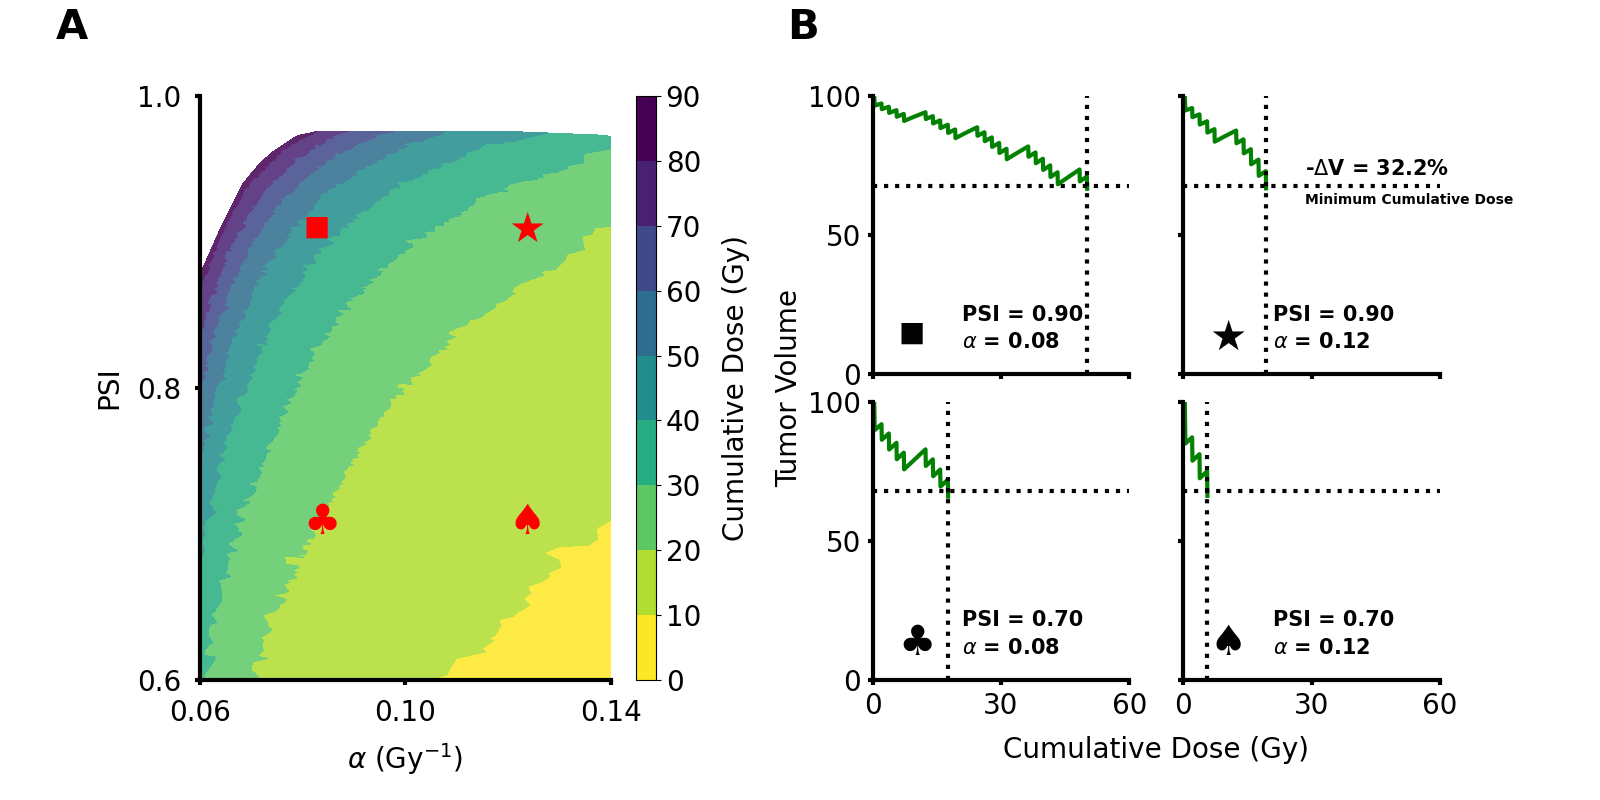 A
B
1.0
0.8
0.6
PSI
0.06
0.10
0.14
α (Gy⁻¹)
90
80
70
60
50
40
30
20
10
0
Cumulative Dose (Gy)
Tumor Volume
100
50
0
PSI = 0.90
α = 0.08
-ΔV = 32.2%
Minimum Cumulative Dose
PSI = 0.90
α = 0.12
100
50
0
PSI = 0.70
α = 0.08
PSI = 0.70
α = 0.12
0
30
60
0
30
60
Cumulative Dose (Gy)